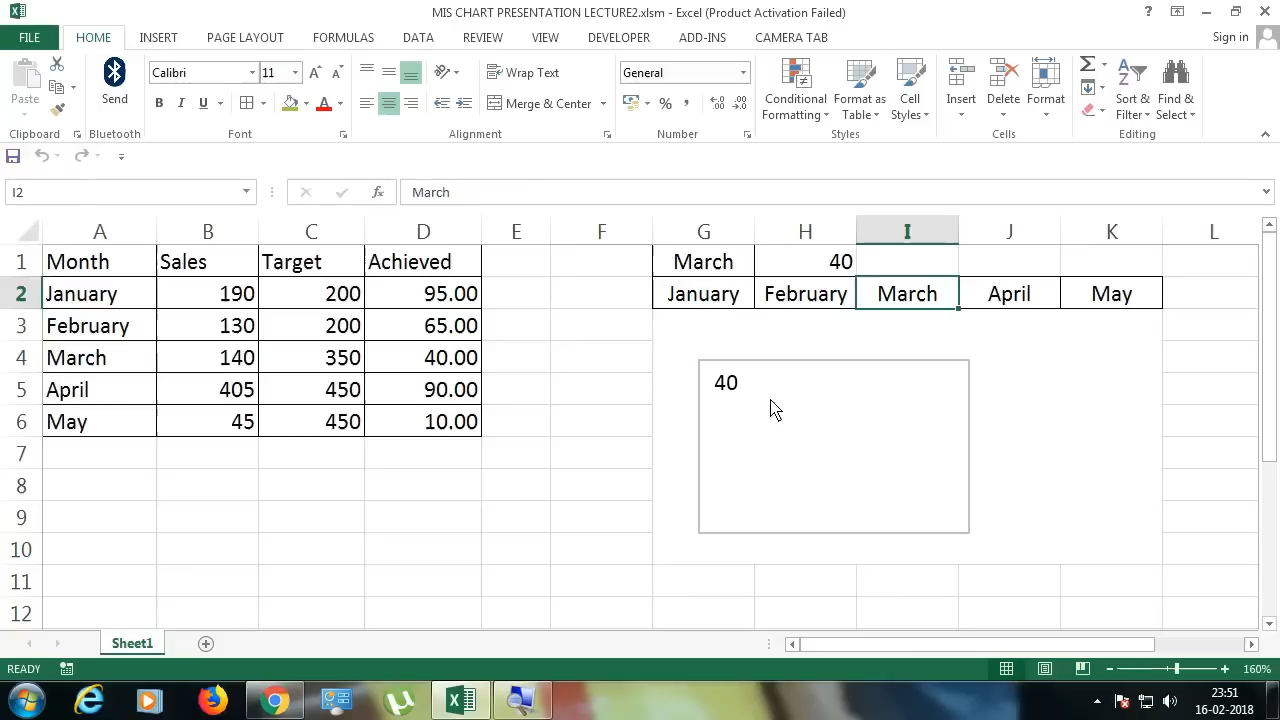 MIS CHART PRESENTATION LECTURE2.xlsm - Excel (Product Activation Failed)
FILE HOME INSERT PAGE LAYOUT FORMULAS DATA REVIEW VIEW DEVELOPER ADD-INS CAMERA TAB Sign in
Paste
Send
Calibri 11
B I U
Wrap Text
Merge & Center
General
Conditional Formatting
Format as Table
Cell Styles
Insert
Delete
Format
Sort & Filter
Find & Select
Clipboard Bluetooth Font Alignment Number Styles Cells Editing
I2 fx March
A B C D E F G H I J K L
1 Month Sales Target Achieved March 40
2 January 190 200 95.00 January February March April May
3 February 130 200 65.00
4 March 140 350 40.00
5 April 405 450 90.00
6 May 45 450 10.00
40
7
8
9
10
11
12
Sheet1
READY 160%
23:51
16-02-2018